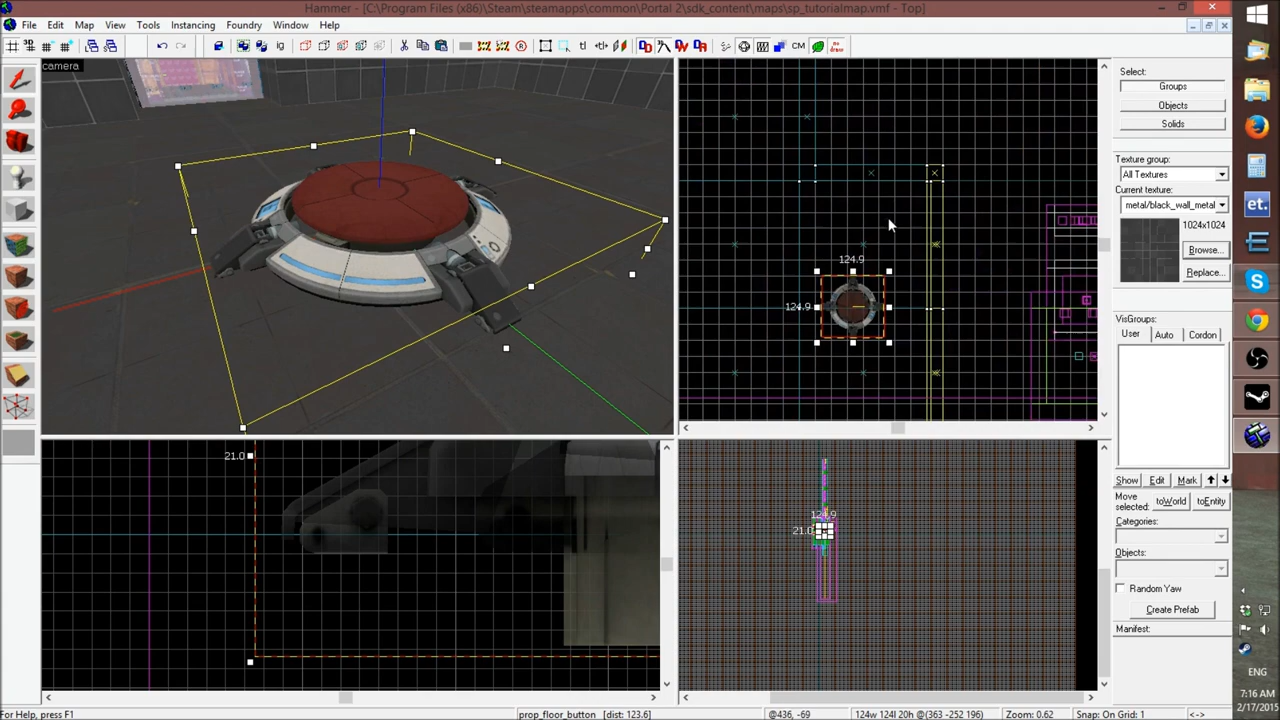 Hammer - [C:\Program Files (x86)\Steam\steamapps\common\Portal 2\sdk_content\maps\sp_tutorialmap.vmf - Top]
File Edit Map View Tools Instancing Foundry Window Help
camera
Select:
Groups
Objects
Solids
Texture group:
All Textures
Current texture:
metal/black_wall_metal
1024x1024
Browse...
Replace...
et.
VisGroups:
User Auto Cordon
124.9
124.9
21.0
124.9
21.0
Show Edit Mark
Move selected:
toWorld toEntity
Categories:
Objects:
Random Yaw
Create Prefab
Manifest:
ENG
7:16 AM
2/17/2015
For Help, press F1
prop_floor_button [dist: 123.6]
@436, -69
124w 124l 20h @(363 -252 196)
Zoom: 0.62
Snap: On Grid: 1
<->